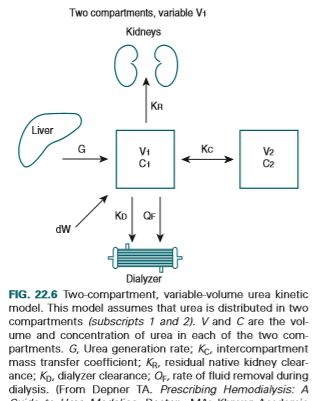 Two compartments, variable V1
Kidneys
KR
Liver
G
V1
C1
KC
V2
C2
dW
KD
QF
Dialyzer
FIG. 22.6 Two-compartment, variable-volume urea kinetic
model. This model assumes that urea is distributed in two
compartments (subscripts 1 and 2). V and C are the vol-
ume and concentration of urea in each of the two com-
partments. G, Urea generation rate; KC, intercompartment
mass transfer coefficient; KR, residual native kidney clear-
ance; KD, dialyzer clearance; QF, rate of fluid removal during
dialysis. (From Depner TA. Prescribing Hemodialysis: A